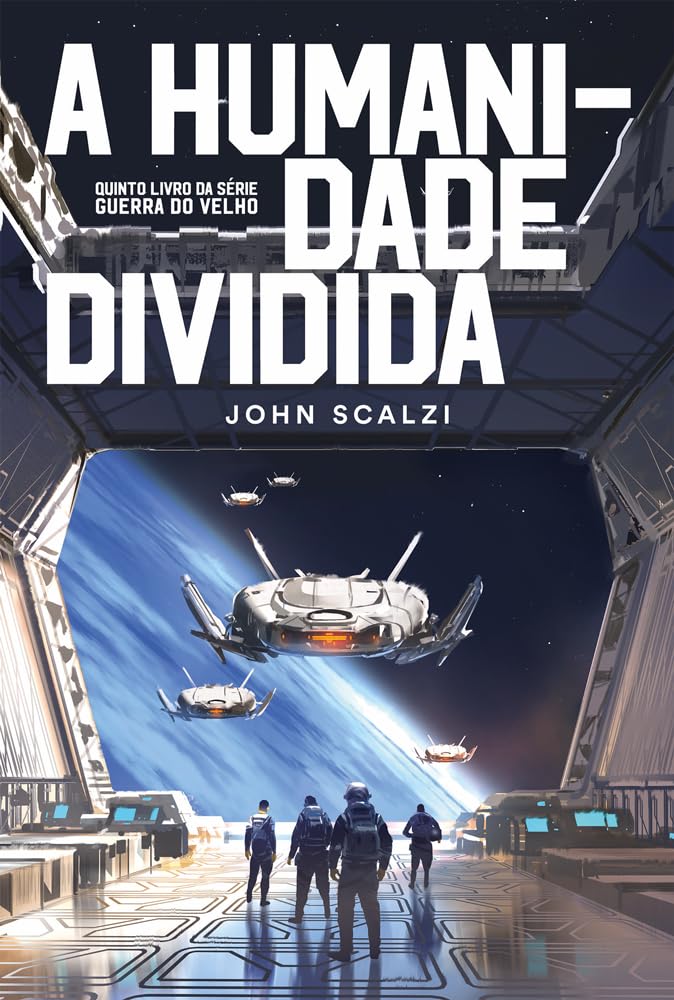 A HUMANI-
DADE
QUINTO LIVRO DA SÉRIE
GUERRA DO VELHO
DIVIDIDA
JOHN SCALZI